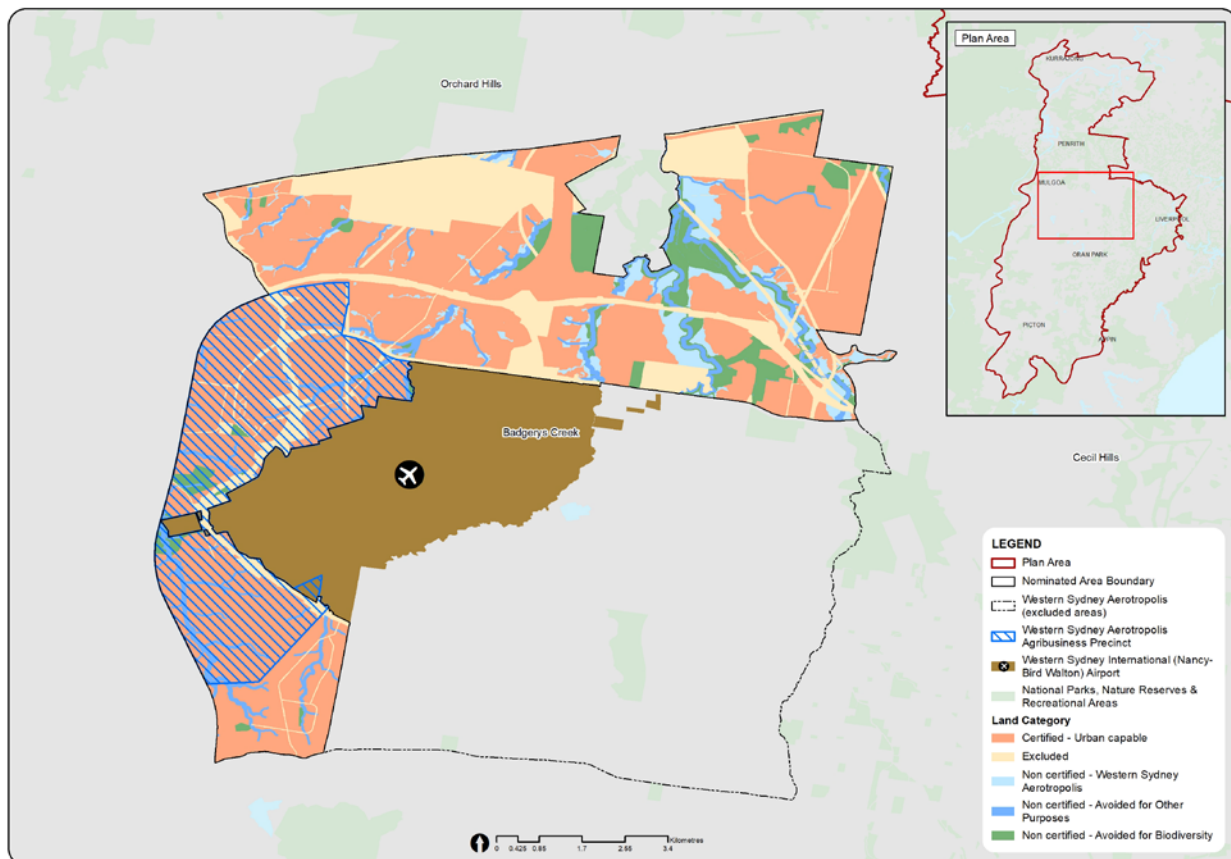 Orchard Hills
Badgerys Creek
Cecil Hills
Plan Area
KURRAJONG
PENRITH
MULGOA
LIVERPOOL
ORAN PARK
PICTON
APPIN
LEGEND
Plan Area
Nominated Area Boundary
Western Sydney Aerotropolis
(excluded areas)
Western Sydney Aerotropolis
Agribusiness Precinct
Western Sydney International (Nancy-
Bird Walton) Airport
National Parks, Nature Reserves &
Recreational Areas
Land Category
Certified - Urban capable
Excluded
Non certified - Western Sydney
Aerotropolis
Non certified - Avoided for Other
Purposes
Non certified - Avoided for Biodiversity
Kilometres
0 0.425 0.85 1.7 2.55 3.4